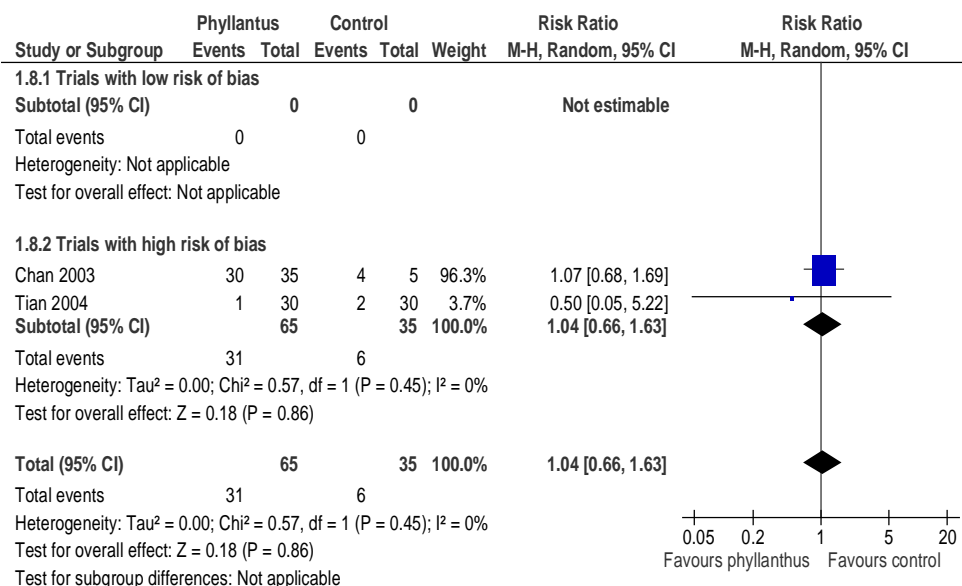 Phyllantus Control Risk Ratio Risk Ratio
Study or Subgroup Events Total Events Total Weight M-H, Random, 95% CI M-H, Random, 95% CI
1.8.1 Trials with low risk of bias
Subtotal (95% CI) 0 0 Not estimable
Total events 0 0
Heterogeneity: Not applicable
Test for overall effect: Not applicable
1.8.2 Trials with high risk of bias
Chan 2003 30 35 4 5 96.3% 1.07 [0.68, 1.69]
Tian 2004 1 30 2 30 3.7% 0.50 [0.05, 5.22]
Subtotal (95% CI) 65 35 100.0% 1.04 [0.66, 1.63]
Total events 31 6
Heterogeneity: Tau² = 0.00; Chi² = 0.57, df = 1 (P = 0.45); I² = 0%
Test for overall effect: Z = 0.18 (P = 0.86)
Total (95% CI) 65 35 100.0% 1.04 [0.66, 1.63]
Total events 31 6
Heterogeneity: Tau² = 0.00; Chi² = 0.57, df = 1 (P = 0.45); I² = 0%
Test for overall effect: Z = 0.18 (P = 0.86)
Test for subgroup differences: Not applicable
0.05 0.2 1 5 20
Favours phyllanthus Favours control